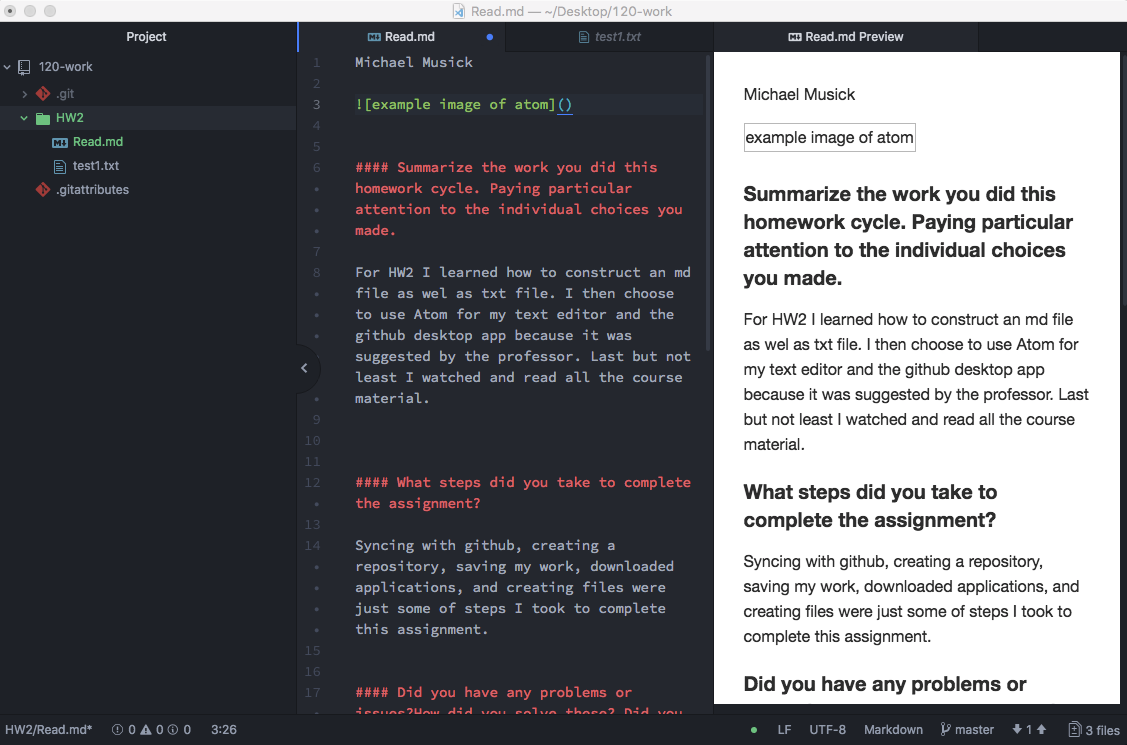 Read.md — ~/Desktop/120-work
Project
Read.md
test1.txt
Read.md Preview
120-work
.git
HW2
Read.md
test1.txt
.gitattributes
1 Michael Musick
2
3 ![example image of atom]()
4
5
6 #### Summarize the work you did this
homework cycle. Paying particular
attention to the individual choices you
made.
7
8 For HW2 I learned how to construct an md
file as wel as txt file. I then choose
to use Atom for my text editor and the
github desktop app because it was
suggested by the professor. Last but not
least I watched and read all the course
material.
9
10
11
12 #### What steps did you take to complete
the assignment?
13
14 Syncing with github, creating a
repository, saving my work, downloaded
applications, and creating files were
just some of steps I took to complete
this assignment.
15
16
17 #### Did you have any problems or
issues?How did you solve these? Did you
Michael Musick
example image of atom
Summarize the work you did this
homework cycle. Paying particular
attention to the individual choices
you made.
For HW2 I learned how to construct an md file
as wel as txt file. I then choose to use Atom for
my text editor and the github desktop app
because it was suggested by the professor. Last
but not least I watched and read all the course
material.
What steps did you take to
complete the assignment?
Syncing with github, creating a repository,
saving my work, downloaded applications, and
creating files were just some of steps I took to
complete this assignment.
Did you have any problems or
HW2/Read.md* 0 0 0 3:26
LF UTF-8 Markdown master 1 3 files